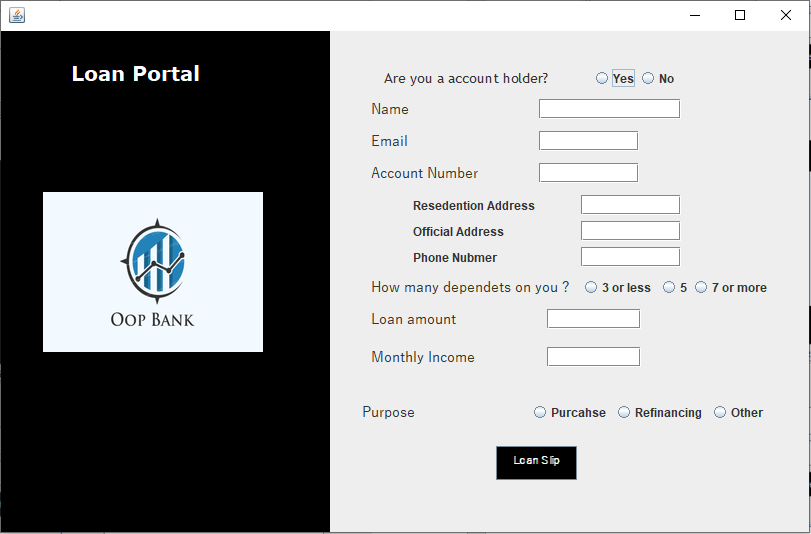 Loan Portal
OOP BANK
Are you a account holder? Yes No
Name
Email
Account Number
Resedention Address
Official Address
Phone Nubmer
How many dependets on you ? 3 or less 5 7 or more
Loan amount
Monthly Income
Purpose Purcahse Refinancing Other
Loan Slip